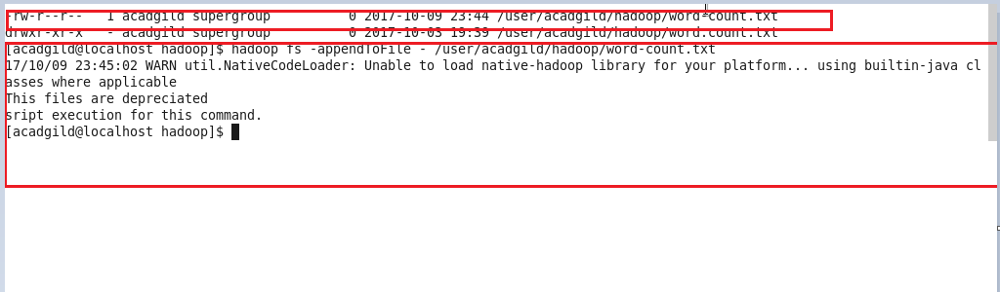 -rw-r--r--   1 acadgild supergroup          0 2017-10-09 23:44 /user/acadgild/hadoop/word-count.txt
drwxr-xr-x   - acadgild supergroup          0 2017-10-03 19:39 /user/acadgild/hadoop/word.count.txt
[acadgild@localhost hadoop]$ hadoop fs -appendToFile - /user/acadgild/hadoop/word-count.txt
17/10/09 23:45:02 WARN util.NativeCodeLoader: Unable to load native-hadoop library for your platform... using builtin-java cl
asses where applicable
This files are depreciated
sript execution for this command.
[acadgild@localhost hadoop]$